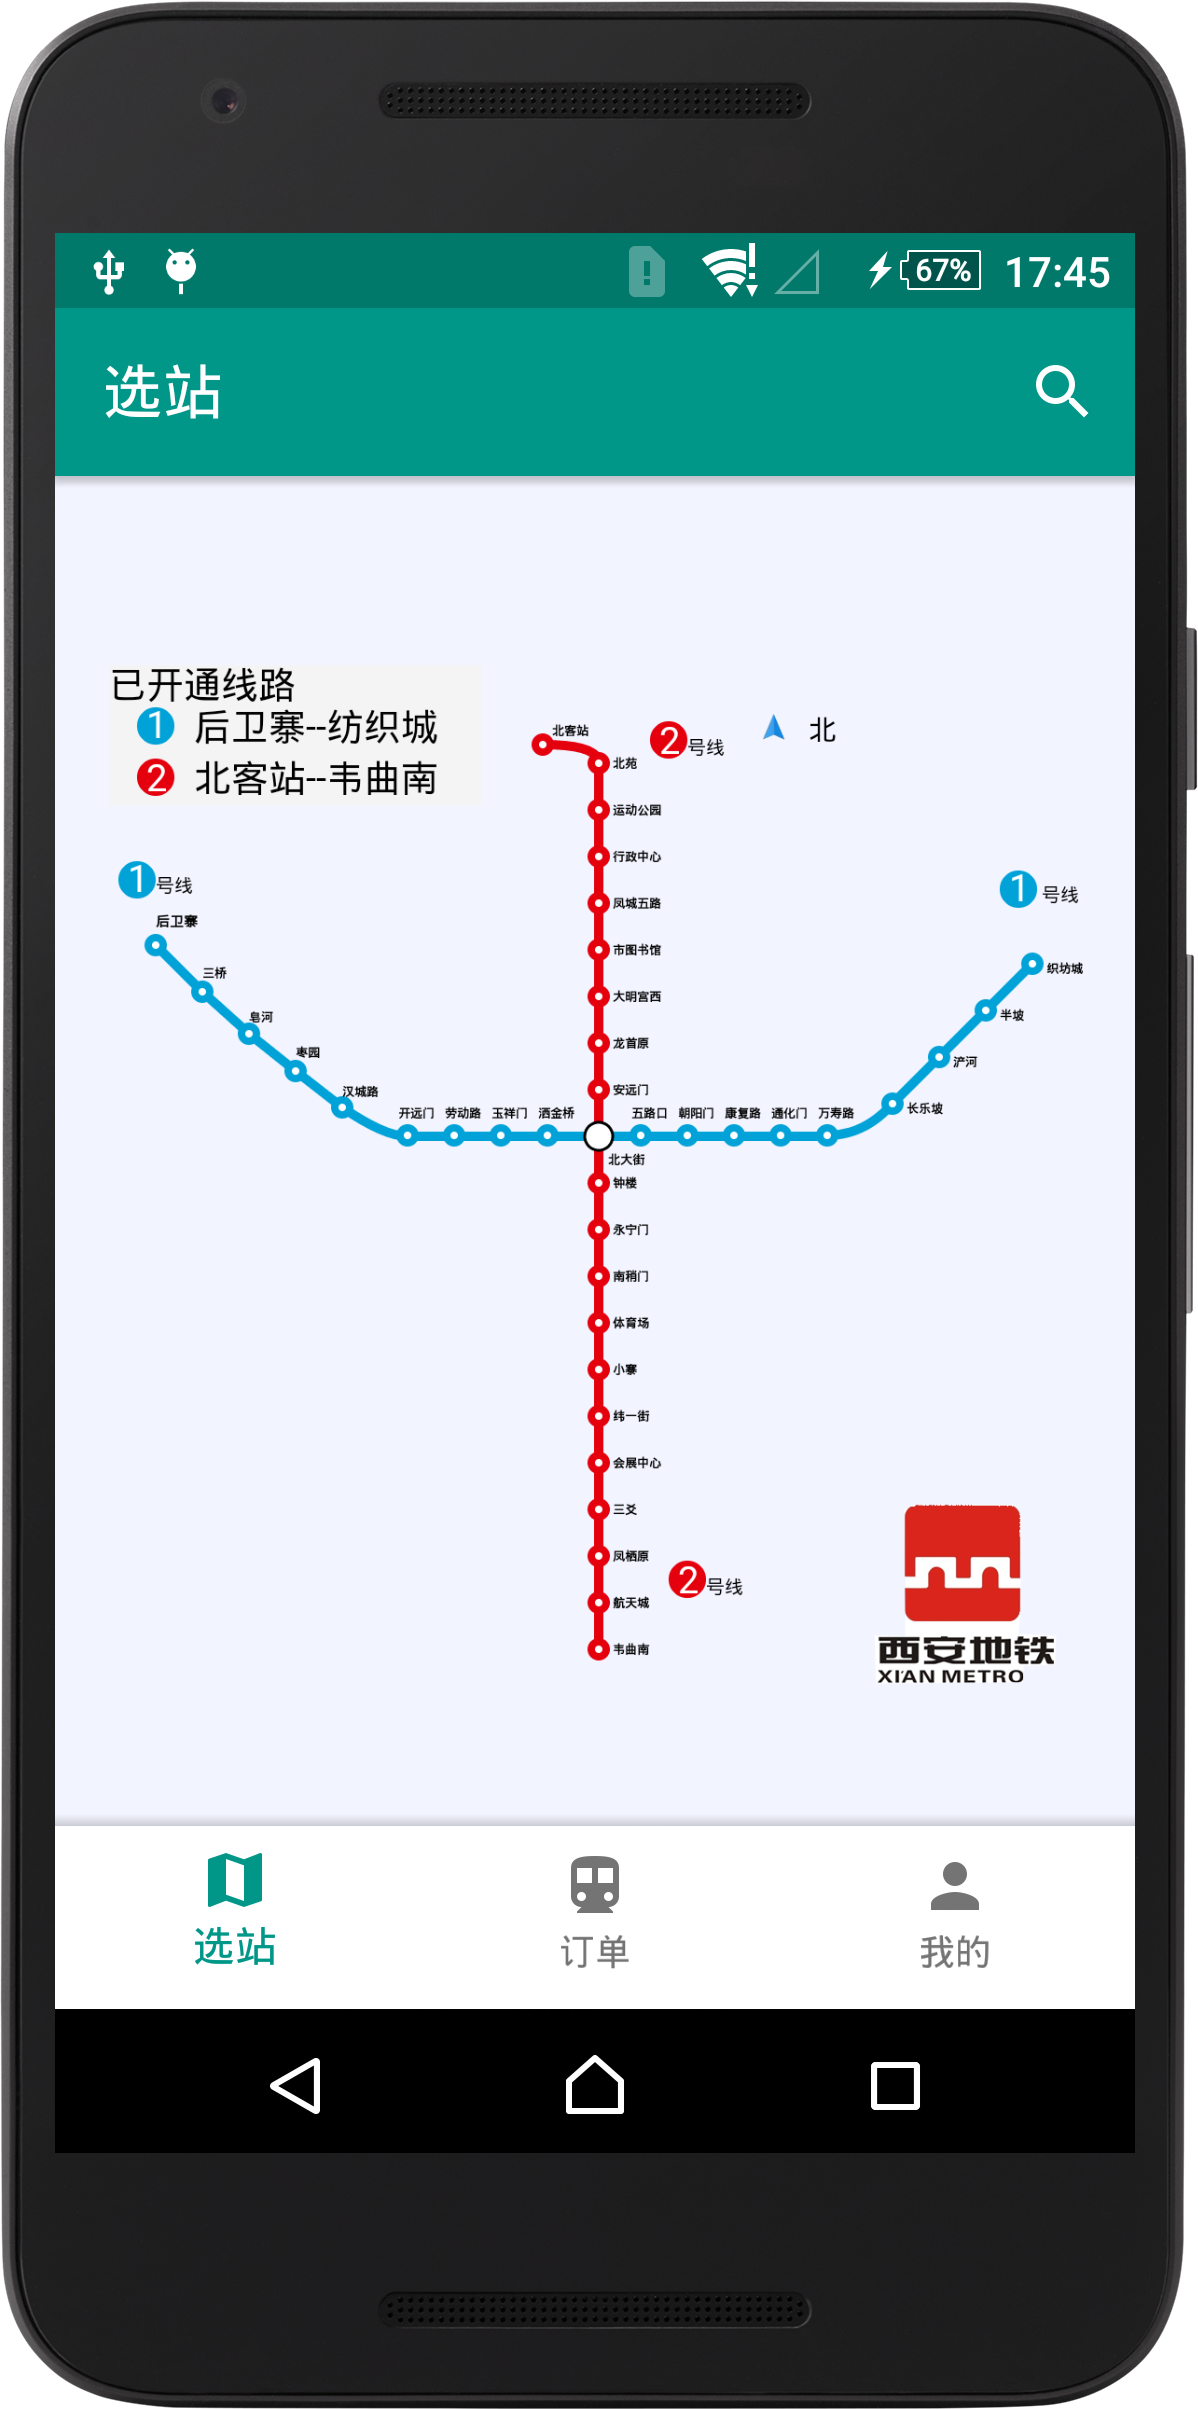 67% 17:45
选站
已开通线路
1 后卫寨--纺织城
2 北客站--韦曲南
北客站
2号线
北
北苑
运动公园
行政中心
凤城五路
市图书馆
大明宫西
龙首原
安远门
1号线
后卫寨
三桥
皂河
枣园
汉城路
开远门 劳动路 玉祥门 洒金桥 五路口 朝阳门 康复路 通化门 万寿路
1 号线
织坊城
半坡
浐河
长乐坡
北大街
钟楼
永宁门
南稍门
体育场
小寨
纬一街
会展中心
三爻
凤栖原
2号线
航天城
韦曲南
西安地铁
XI'AN METRO
选站 订单 我的